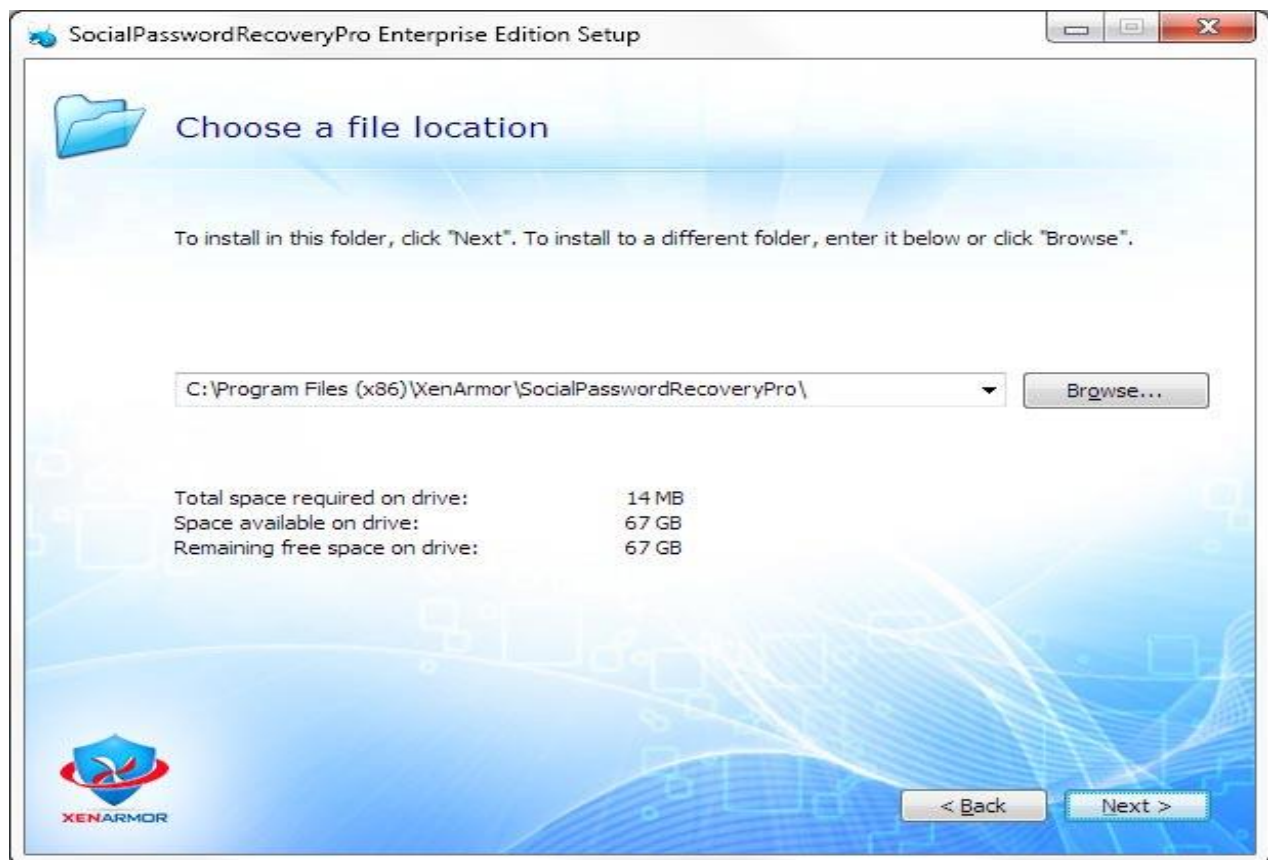 SocialPasswordRecoveryPro Enterprise Edition Setup
Choose a file location
To install in this folder, click "Next". To install to a different folder, enter it below or click "Browse".
C:\Program Files (x86)\XenArmor\SocialPasswordRecoveryPro\ Browse...
Total space required on drive: 14 MB
Space available on drive: 67 GB
Remaining free space on drive: 67 GB
< Back Next >
XENARMOR